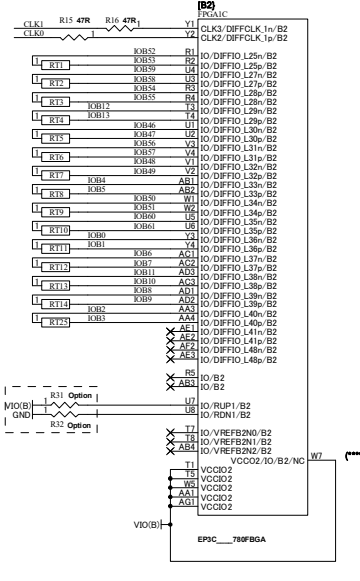 [B2]
FPGA1C
CLK1 R15 47R R16 47R 1 Y1 CLK3/DIFFCLK_1n/B2
CLK0 1 Y2 CLK2/DIFFCLK_1p/B2
IOB52 R1 IO/DIFFIO_L25n/B2
1 RT1 IOB53 R2 IO/DIFFIO_L25p/B2
IOB59 U4 IO/DIFFIO_L27n/B2
1 RT2 IOB58 U3 IO/DIFFIO_L27p/B2
IOB54 R3 IO/DIFFIO_L28p/B2
1 RT3 IOB55 R4 IO/DIFFIO_L28n/B2
IOB12 T3 IO/DIFFIO_L29n/B2
1 RT4 IOB13 T4 IO/DIFFIO_L29p/B2
IOB46 U1 IO/DIFFIO_L30n/B2
1 RT5 IOB47 U2 IO/DIFFIO_L30p/B2
IOB56 V3 IO/DIFFIO_L31n/B2
1 RT6 IOB57 V4 IO/DIFFIO_L31p/B2
IOB48 V1 IO/DIFFIO_L32n/B2
1 RT7 IOB49 V2 IO/DIFFIO_L32p/B2
IOB4 AB1 IO/DIFFIO_L33n/B2
1 RT8 IOB5 AB2 IO/DIFFIO_L33p/B2
IOB50 W1 IO/DIFFIO_L34n/B2
1 RT9 IOB51 W2 IO/DIFFIO_L34p/B2
IOB60 U5 IO/DIFFIO_L35n/B2
1 RT10 IOB61 U6 IO/DIFFIO_L35p/B2
IOB0 Y3 IO/DIFFIO_L36n/B2
1 RT11 IOB1 Y4 IO/DIFFIO_L36p/B2
IOB6 AC1 IO/DIFFIO_L37n/B2
1 RT12 IOB7 AC2 IO/DIFFIO_L37p/B2
IOB11 AD3 IO/DIFFIO_L38n/B2
1 RT13 IOB10 AC3 IO/DIFFIO_L38p/B2
IOB8 AD1 IO/DIFFIO_L39n/B2
1 RT14 IOB9 AD2 IO/DIFFIO_L39p/B2
IOB2 AA3 IO/DIFFIO_L40n/B2
1 RT25 IOB3 AA4 IO/DIFFIO_L40p/B2
AE1 IO/DIFFIO_L41n/B2
AE2 IO/DIFFIO_L41p/B2
AF2 IO/DIFFIO_L48n/B2
AE3 IO/DIFFIO_L48p/B2
R5 IO/B2
AB3 IO/B2
R31 Option
VIO(B) 1 U7 IO/RUP1/B2
GND 1 U8 IO/RDN1/B2
R32 Option
T7 IO/VREFB2N0/B2
T8 IO/VREFB2N1/B2
AB4 IO/VREFB2N2/B2
VCCO2/IO/B2/NC W7
T1 VCCIO2
T5 VCCIO2
W5 VCCIO2
AA1 VCCIO2
AG1 VCCIO2
VIO(B)
EP3C____780FBGA